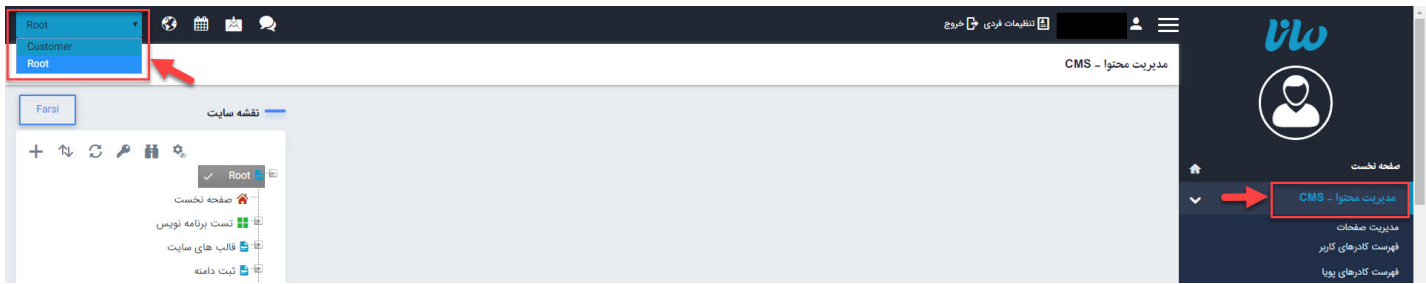 Root
Customer
Root
تنظیمات فردی
خروج
مانا
مدیریت محتوا - CMS
Farsi
نقشه سایت
Root
صفحه نخست
تست برنامه نویس
قالب های سایت
ثبت دامنه
صفحه نخست
مدیریت محتوا - CMS
مدیریت صفحات
فهرست کادرهای کاربر
فهرست کادرهای پویا